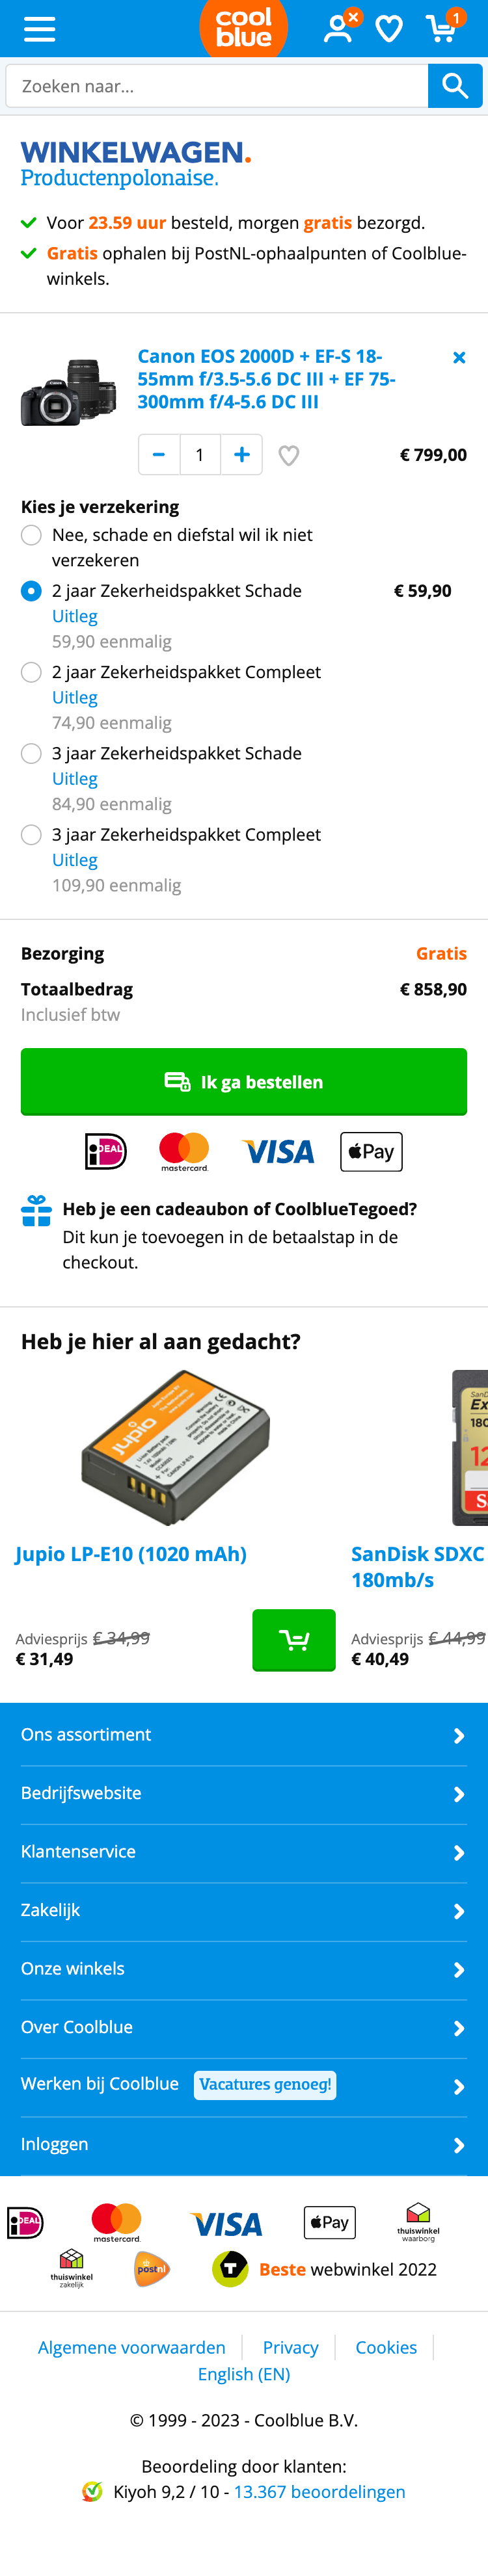 cool
blue
1
Zoeken naar...
WINKELWAGEN.
Productenpolonaise.
Voor 23.59 uur besteld, morgen gratis bezorgd.
Gratis ophalen bij PostNL-ophaalpunten of Coolblue-
winkels.
Canon EOS 2000D + EF-S 18-
55mm f/3.5-5.6 DC III + EF 75-
300mm f/4-5.6 DC III
1
€ 799,00
Kies je verzekering
Nee, schade en diefstal wil ik niet
verzekeren
2 jaar Zekerheidspakket Schade € 59,90
Uitleg
59,90 eenmalig
2 jaar Zekerheidspakket Compleet
Uitleg
74,90 eenmalig
3 jaar Zekerheidspakket Schade
Uitleg
84,90 eenmalig
3 jaar Zekerheidspakket Compleet
Uitleg
109,90 eenmalig
Bezorging Gratis
Totaalbedrag € 858,90
Inclusief btw
Ik ga bestellen
iDEAL mastercard. VISA Pay
Heb je een cadeaubon of CoolblueTegoed?
Dit kun je toevoegen in de betaalstap in de
checkout.
Heb je hier al aan gedacht?
jupio
Jupio LP-E10 (1020 mAh)
Adviesprijs € 34,99
€ 31,49
SanDisk SDXC
180mb/s
Adviesprijs € 44,99
€ 40,49
Ons assortiment
Bedrijfswebsite
Klantenservice
Zakelijk
Onze winkels
Over Coolblue
Werken bij Coolblue Vacatures genoeg!
Inloggen
iDEAL mastercard. VISA Pay thuiswinkel waarborg
thuiswinkel zakelijk postnl T Beste webwinkel 2022
Algemene voorwaarden Privacy Cookies
English (EN)
© 1999 - 2023 - Coolblue B.V.
Beoordeling door klanten:
Kiyoh 9,2 / 10 - 13.367 beoordelingen